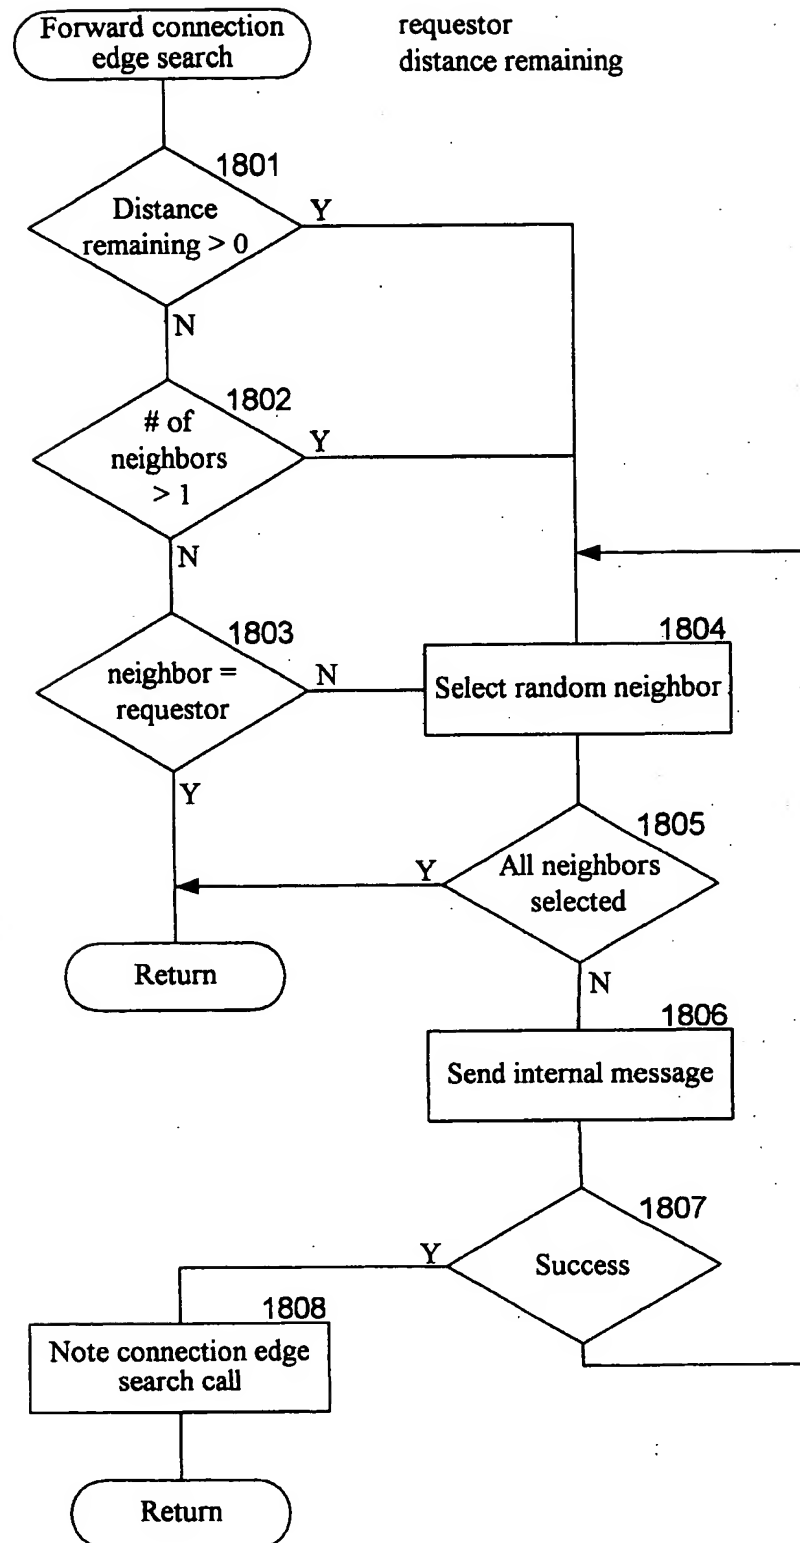 Forward connection
edge search
requestor
distance remaining
1801
Distance
remaining > 0
Y
N
1802
# of
neighbors
> 1
Y
N
1803
neighbor =
requestor
N
Y
1804
Select random neighbor
1805
All neighbors
selected
Y
N
Return
1806
Send internal message
1807
Success
Y
1808
Note connection edge
search call
Return